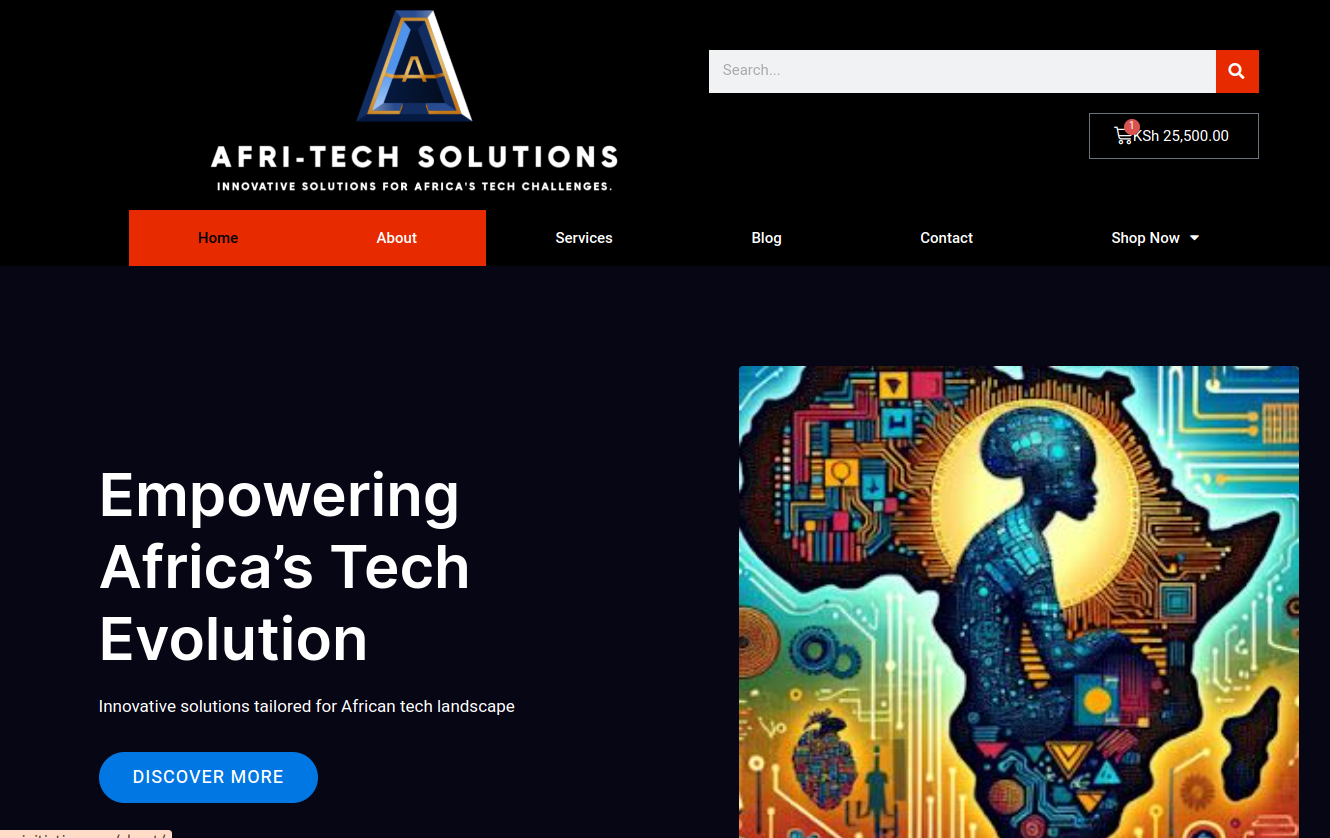 AFRI-TECH SOLUTIONS
INNOVATIVE SOLUTIONS FOR AFRICA'S TECH CHALLENGES.
Search...
1
KSh 25,500.00
Home About Services Blog Contact Shop Now
Empowering
Africa’s Tech
Evolution
Innovative solutions tailored for African tech landscape
DISCOVER MORE